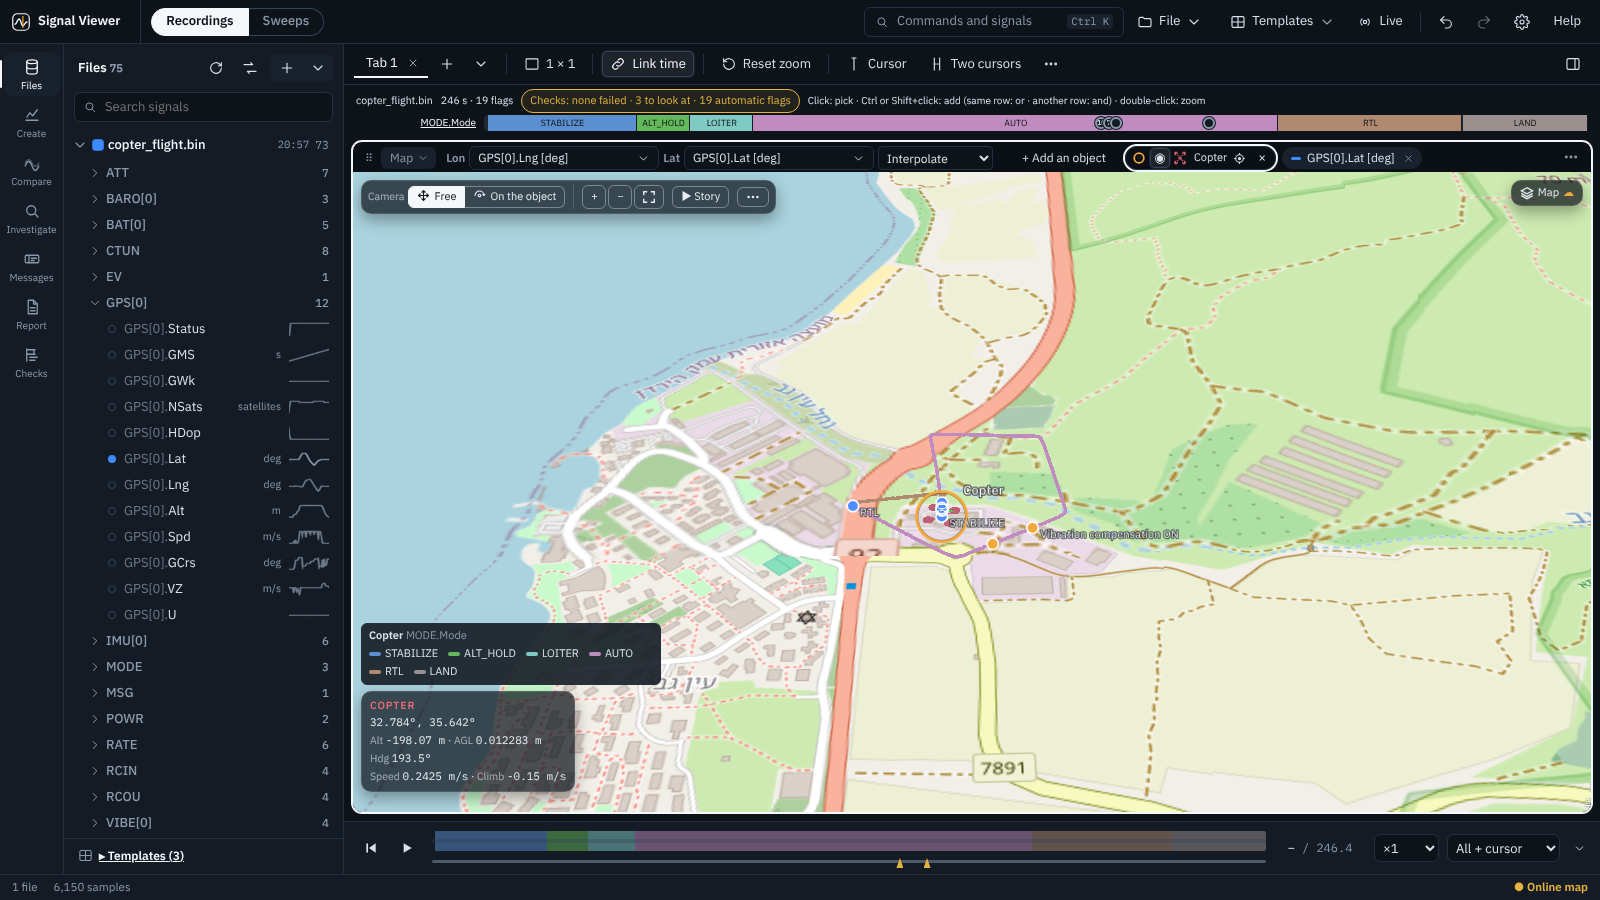 Signal Viewer
Recordings
Sweeps
Commands and signals
Ctrl K
File
Templates
Live
Help
Files
Create
Compare
Investigate
Messages
Report
Checks
Files 75
Search signals
copter_flight.bin 20:57 73
ATT 7
BARO[0] 3
BAT[0] 5
CTUN 8
EV 1
GPS[0] 12
GPS[0].Status
GPS[0].GMS s
GPS[0].GWk
GPS[0].NSats satellites
GPS[0].HDop
GPS[0].Lat deg
GPS[0].Lng deg
GPS[0].Alt m
GPS[0].Spd m/s
GPS[0].GCrs deg
GPS[0].VZ m/s
GPS[0].U
IMU[0] 6
MODE 3
MSG 1
POWR 2
RATE 6
RCIN 4
RCOU 4
VIBE[0] 4
▸ Templates (3)
Tab 1
1 × 1
Link time
Reset zoom
Cursor
Two cursors
copter_flight.bin 246 s · 19 flags
Checks: none failed · 3 to look at · 19 automatic flags
Click: pick · Ctrl or Shift+click: add (same row: or · another row: and) · double-click: zoom
MODE.Mode
STABILIZE ALT_HOLD LOITER AUTO RTL LAND
Map
Lon GPS[0].Lng [deg]
Lat GPS[0].Lat [deg]
Interpolate
+ Add an object
Copter
GPS[0].Lat [deg]
Camera Free On the object
+ −
Story
Map
מועצה אזורית עמק הירדן
נחל עין גב
Copter
RTL
STABILIZE
Vibration compensation ON
92
עין גב
7891
Copter MODE.Mode
STABILIZE ALT_HOLD LOITER AUTO
RTL LAND
COPTER
32.784°, 35.642°
Alt -198.07 m · AGL 0.012283 m
Hdg 193.5°
Speed 0.2425 m/s · Climb -0.15 m/s
– / 246.4
×1
All + cursor
1 file 6,150 samples
Online map